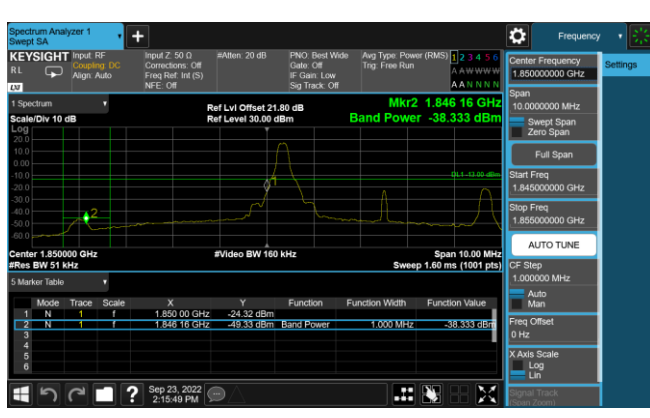 Spectrum Analyzer 1
Swept SA
Frequency
KEYSIGHT
RL
LXI
Input: RF
Coupling: DC
Align: Auto
Input Z: 50 Ω
Corrections: Off
Freq Ref: Int (S)
NFE: Off
#Atten: 20 dB
PNO: Best Wide
Gate: Off
IF Gain: Low
Sig Track: Off
Avg Type: Power (RMS)
Trig: Free Run
1 2 3 4 5 6
A A W W W W
A A N N N N
1 Spectrum
Scale/Div 10 dB
Ref Lvl Offset 21.80 dB
Ref Level 30.00 dBm
Mkr2 1.846 16 GHz
Band Power -38.333 dBm
Log
20.0
10.0
0.00
-10.0
-20.0
-30.0
-40.0
-50.0
-60.0
DL1 -13.00 dBm
1
2
Center 1.850000 GHz
#Res BW 51 kHz
#Video BW 160 kHz
Span 10.00 MHz
Sweep 1.60 ms (1001 pts)
5 Marker Table
Mode Trace Scale X Y Function Function Width Function Value
1 N 1 f 1.850 00 GHz -24.32 dBm
2 N 1 f 1.846 16 GHz -49.33 dBm Band Power 1.000 MHz -38.333 dBm
3
4
5
6
?
Sep 23, 2022
2:15:49 PM
Center Frequency
1.850000000 GHz
Settings
Span
10.0000000 MHz
Swept Span
Zero Span
Full Span
Start Freq
1.845000000 GHz
Stop Freq
1.855000000 GHz
AUTO TUNE
CF Step
1.000000 MHz
Auto
Man
Freq Offset
0 Hz
X Axis Scale
Log
Lin
Signal Track
(Span Zoom)